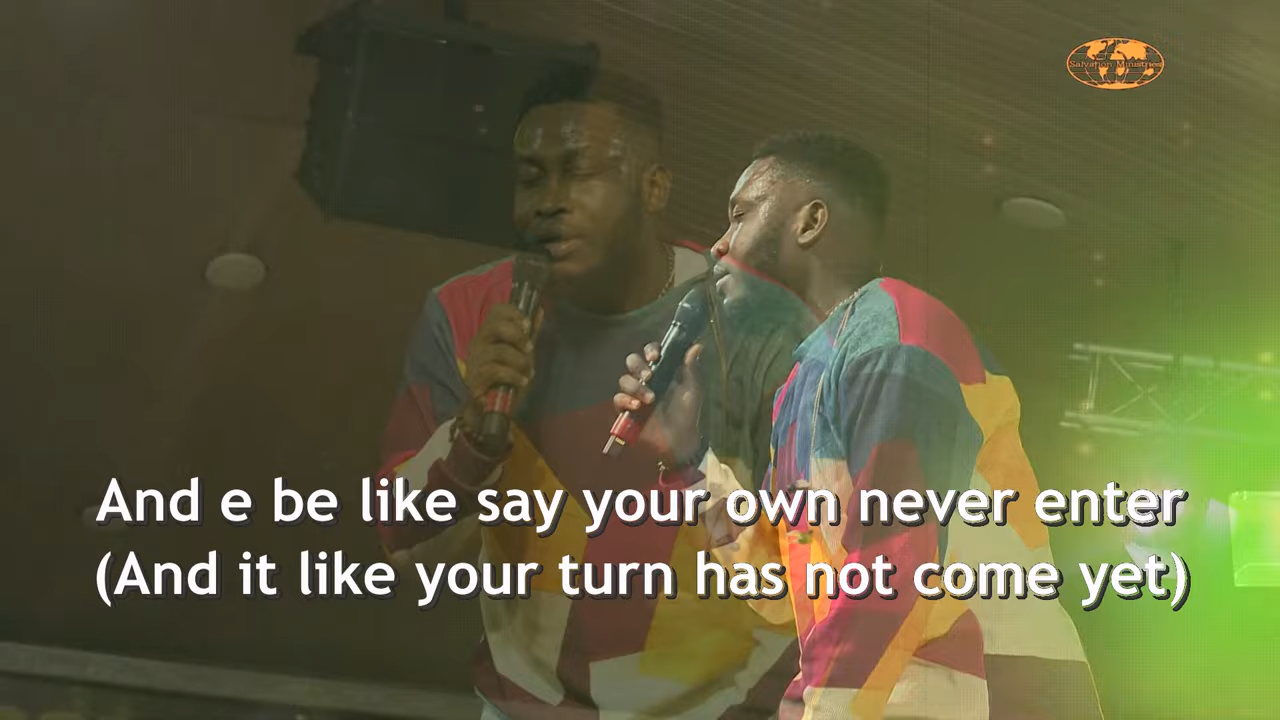 Salvation Ministries
And e be like say your own never enter
(And it like your turn has not come yet)